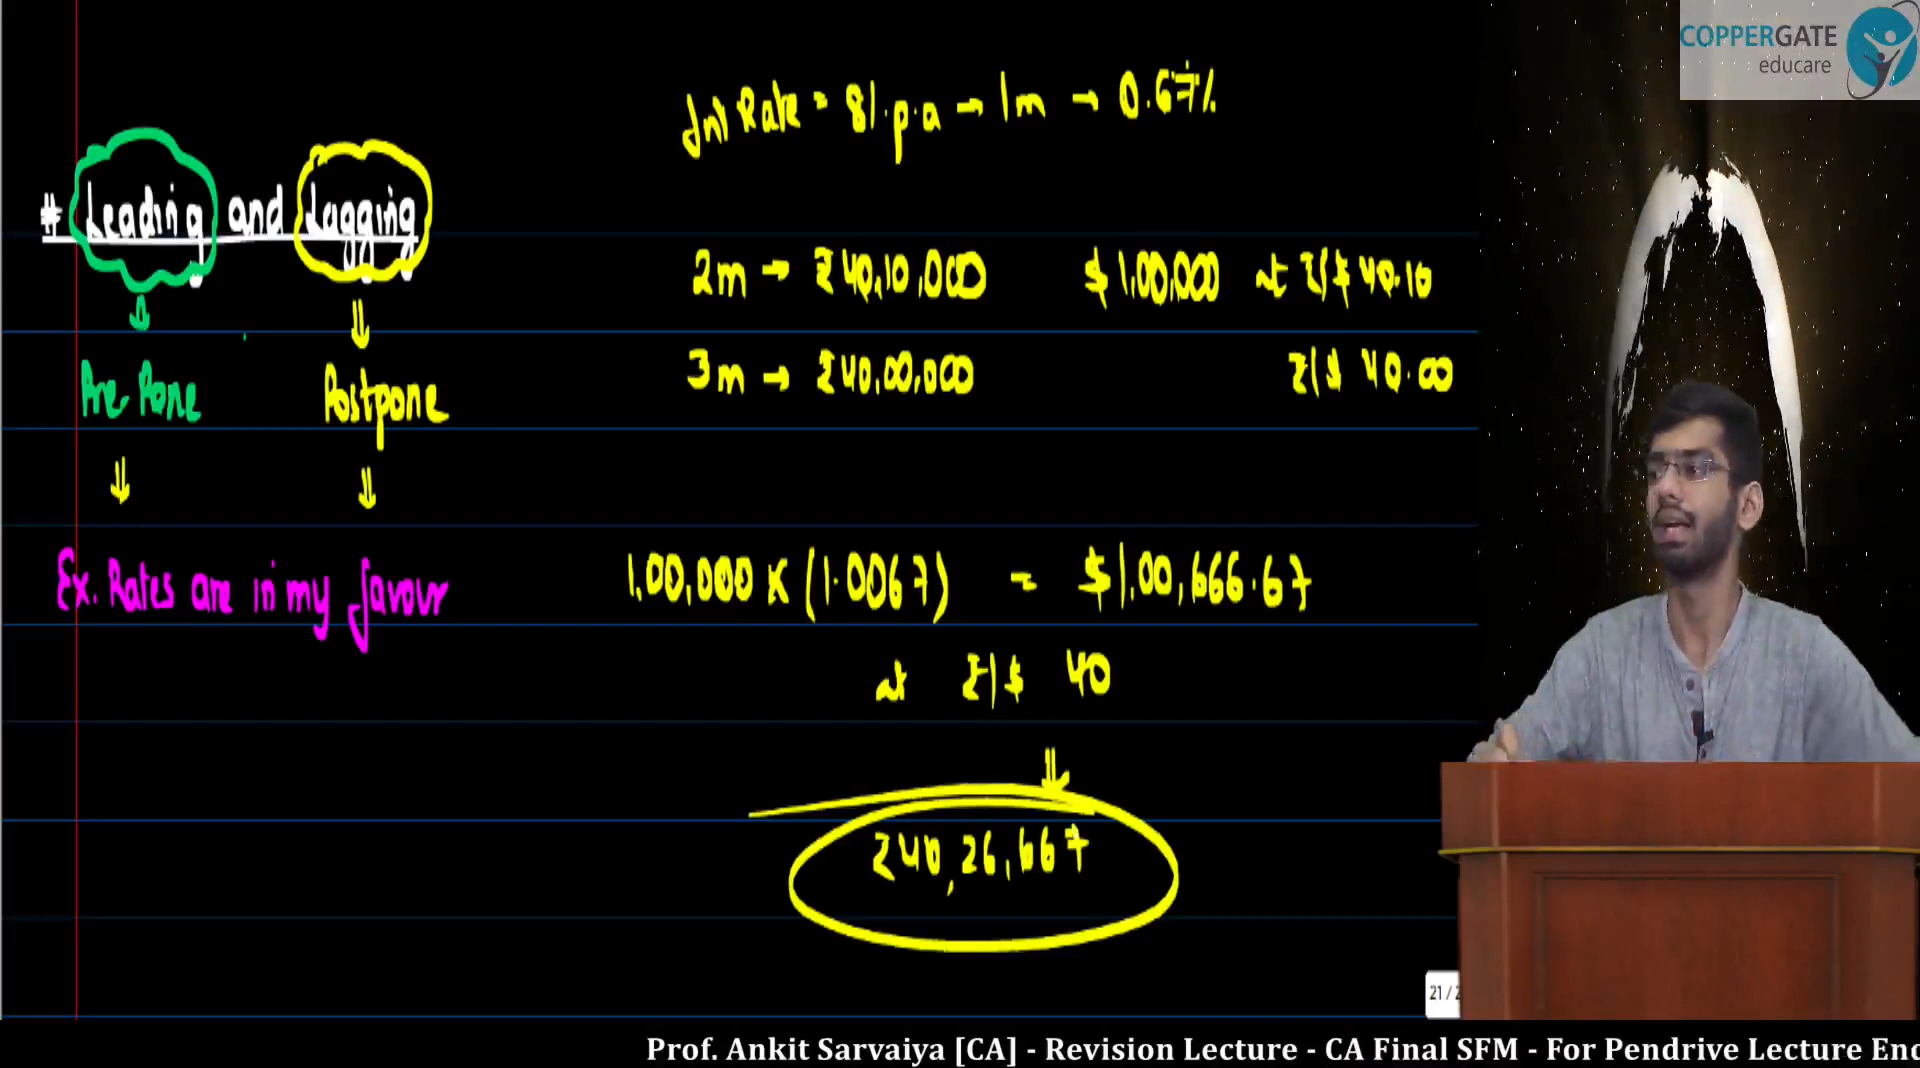 COPPERGATE
educare
Int Rate = 8%.p.a → 1m → 0.67%
# Leading and Lagging
2m → ₹40,10,000 $1,00,000 at ₹/$ 40.10
3m → ₹40,00,000 ₹/$ 40.00
Pre Pone Postpone
Ex. Rates are in my favour
1,00,000 x (1.0067) = $1,00,666.67
at ₹/$ 40
₹40,26,667
21 / 2
Prof. Ankit Sarvaiya [CA] - Revision Lecture - CA Final SFM - For Pendrive Lecture Enq